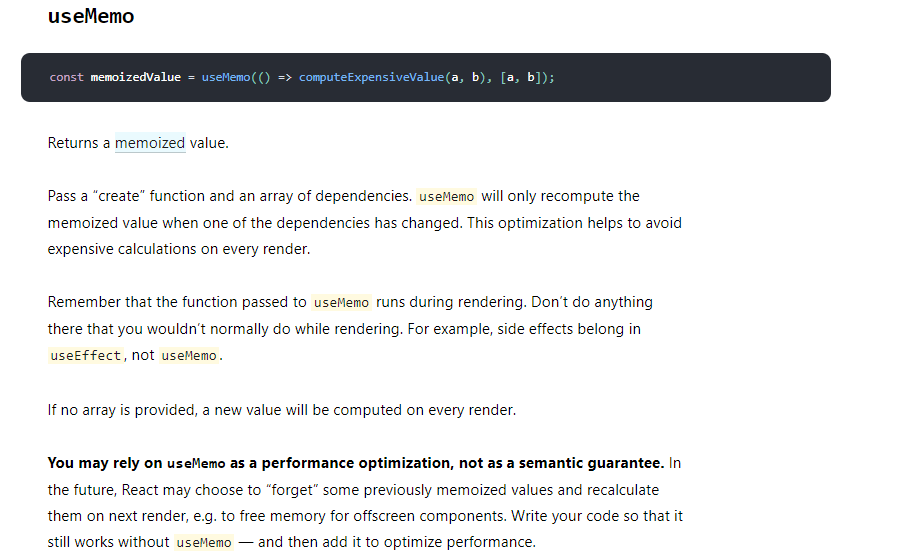 useMemo
const memoizedValue = useMemo(() => computeExpensiveValue(a, b), [a, b]);
Returns a memoized value.
Pass a “create” function and an array of dependencies. useMemo will only recompute the
memoized value when one of the dependencies has changed. This optimization helps to avoid
expensive calculations on every render.
Remember that the function passed to useMemo runs during rendering. Don’t do anything
there that you wouldn’t normally do while rendering. For example, side effects belong in
useEffect, not useMemo.
If no array is provided, a new value will be computed on every render.
You may rely on useMemo as a performance optimization, not as a semantic guarantee. In
the future, React may choose to “forget” some previously memoized values and recalculate
them on next render, e.g. to free memory for offscreen components. Write your code so that it
still works without useMemo — and then add it to optimize performance.